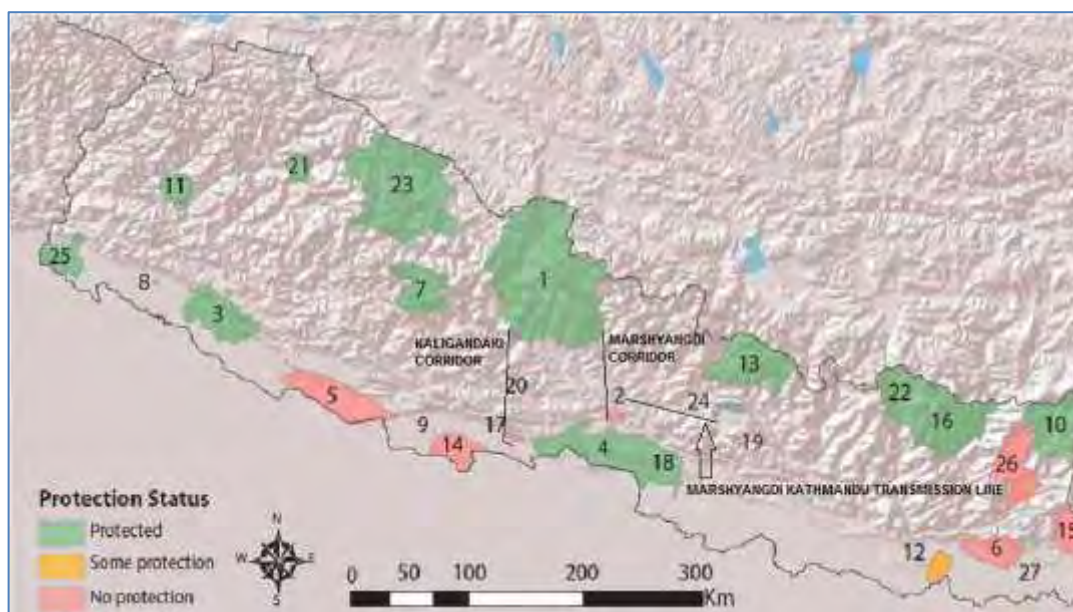 21
23
11
25
8
3
7
1
KALIGANDAKI
CORRIDOR
MARSHYANGDI
CORRIDOR
13
5
20
2
24
22
16
10
9
17
14
4
18
19
26
MARSHYANGDI KATHMANDU TRANSMISSION LINE
15
12
6
27
Protection Status
Protected
Some protection
No protection
N
W E
S
0 50 100 200 300
Km